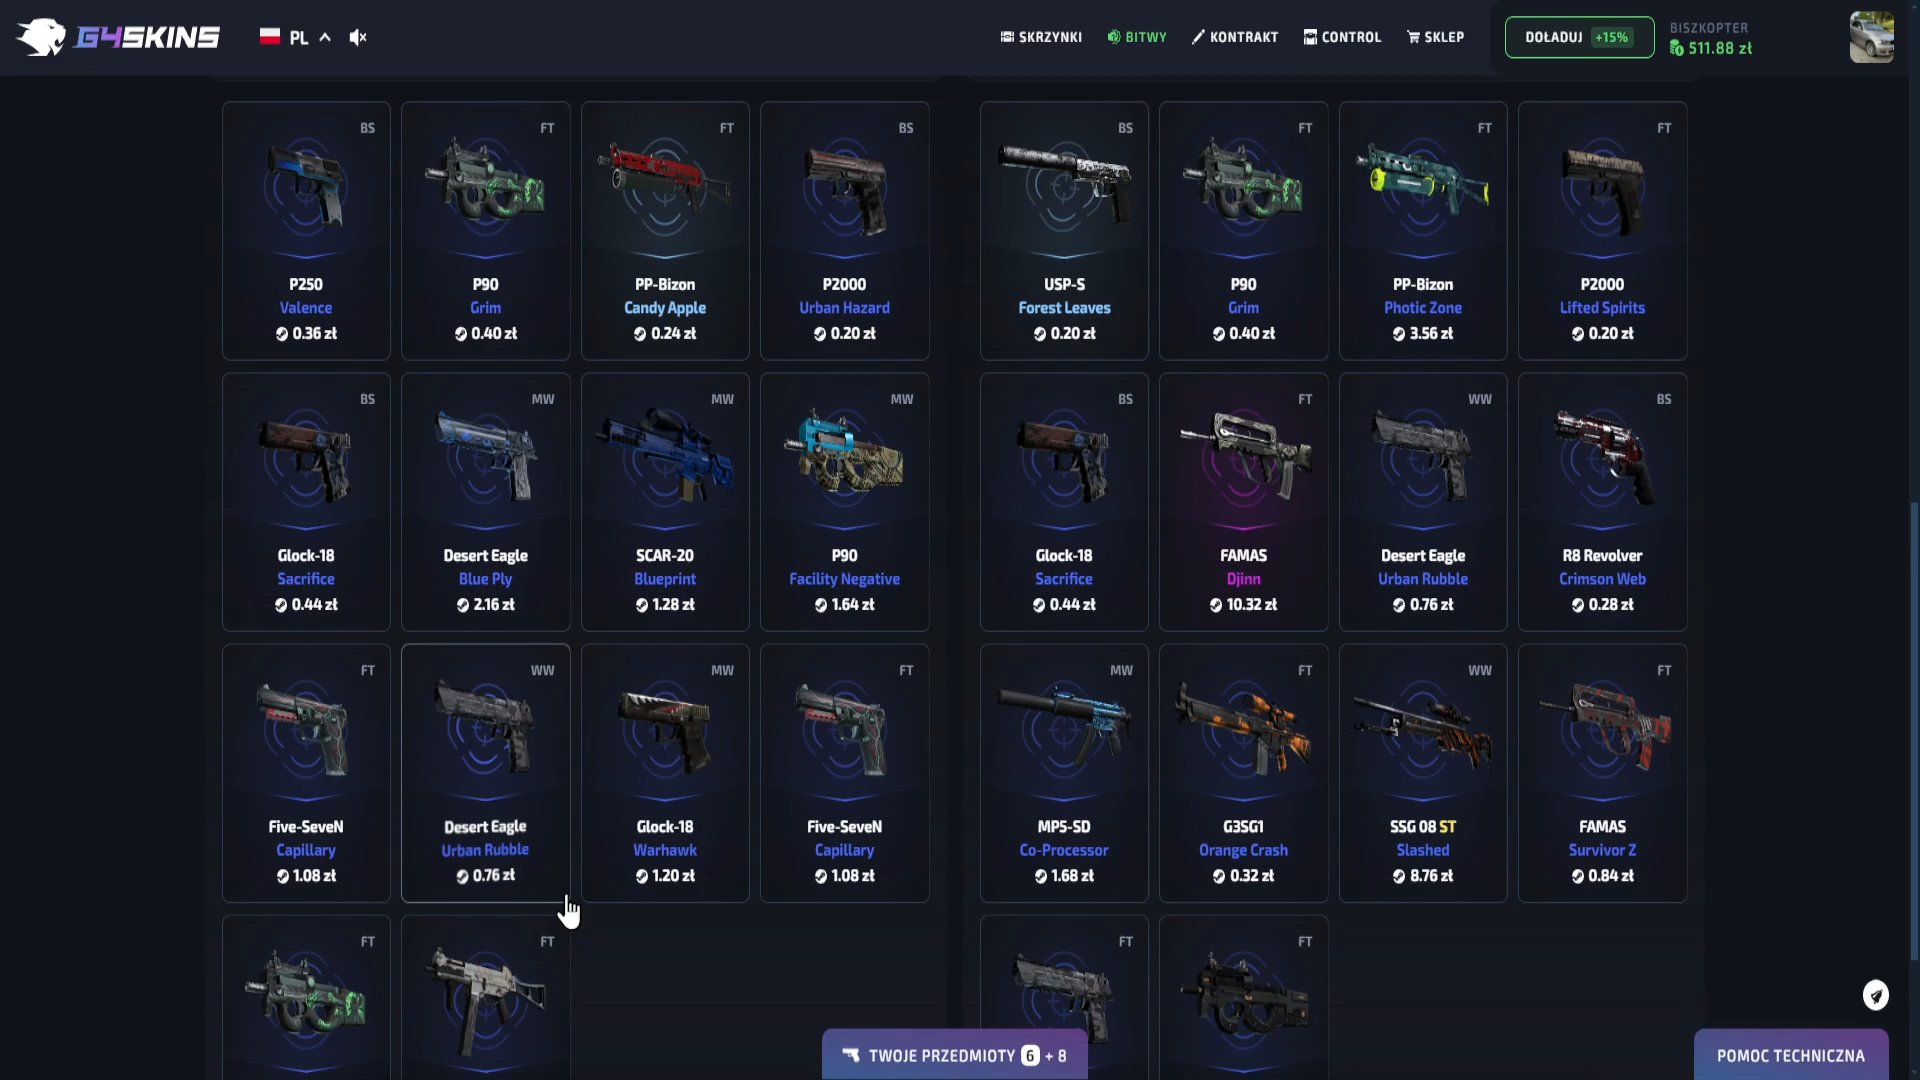 G4SKINS
PL
SKRZYNKI
BITWY
KONTRAKT
CONTROL
SKLEP
DOŁADUJ +15%
BISZKOPTER
511.88 zł
BS
P250
Valence
0.36 zł
FT
P90
Grim
0.40 zł
FT
PP-Bizon
Candy Apple
0.24 zł
BS
P2000
Urban Hazard
0.20 zł
BS
USP-S
Forest Leaves
0.20 zł
FT
P90
Grim
0.40 zł
FT
PP-Bizon
Photic Zone
3.56 zł
FT
P2000
Lifted Spirits
0.20 zł
BS
Glock-18
Sacrifice
0.44 zł
MW
Desert Eagle
Blue Ply
2.16 zł
MW
SCAR-20
Blueprint
1.28 zł
MW
P90
Facility Negative
1.64 zł
BS
Glock-18
Sacrifice
0.44 zł
FT
FAMAS
Djinn
10.32 zł
WW
Desert Eagle
Urban Rubble
0.76 zł
BS
R8 Revolver
Crimson Web
0.28 zł
FT
Five-SeveN
Capillary
1.08 zł
WW
Desert Eagle
Urban Rubble
0.76 zł
MW
Glock-18
Warhawk
1.20 zł
FT
Five-SeveN
Capillary
1.08 zł
MW
MP5-SD
Co-Processor
1.68 zł
FT
G3SG1
Orange Crash
0.32 zł
WW
SSG 08 ST
Slashed
8.76 zł
FT
FAMAS
Survivor Z
0.84 zł
FT
FT
FT
FT
TWOJE PRZEDMIOTY 6 + 8
POMOC TECHNICZNA